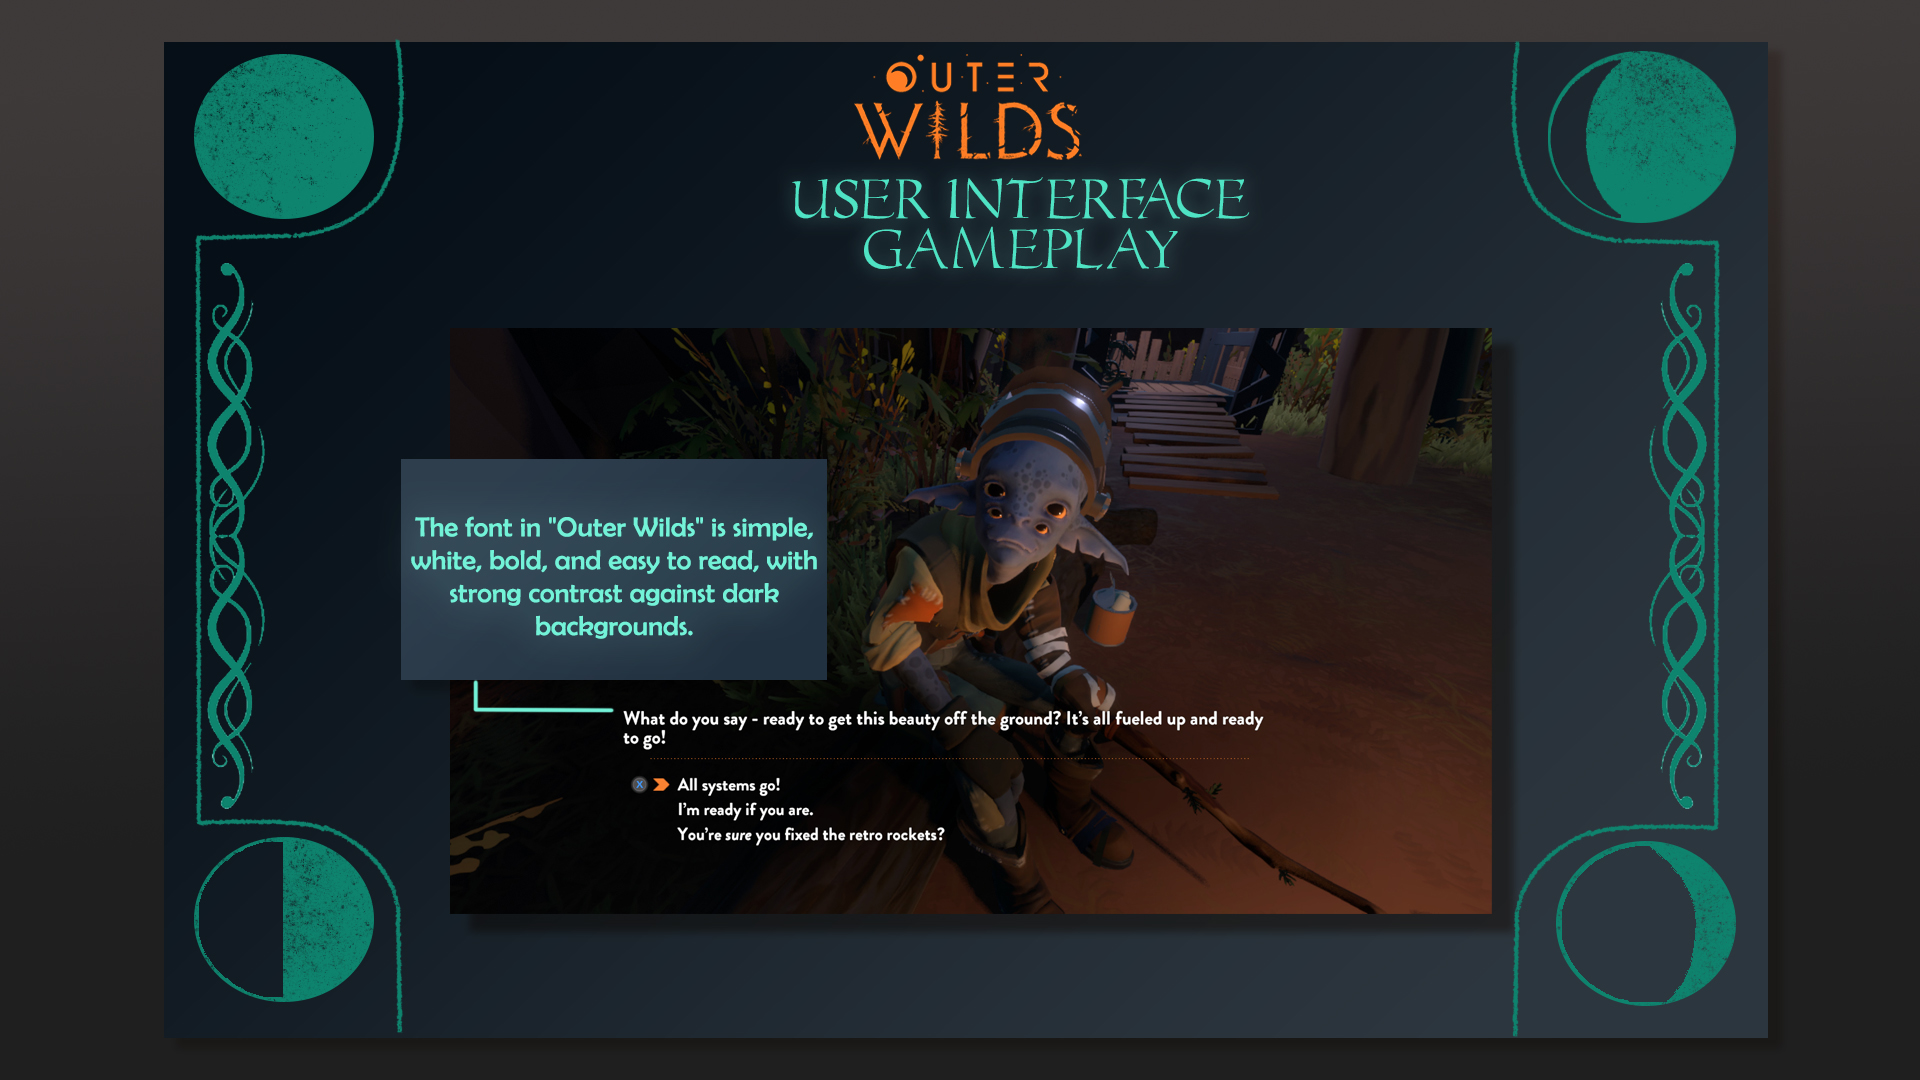 OUTER
WILDS
USER INTERFACE
GAMEPLAY
The font in "Outer Wilds" is simple,
white, bold, and easy to read, with
strong contrast against dark
backgrounds.
What do you say - ready to get this beauty off the ground? It's all fueled up and ready
to go!
X All systems go!
I'm ready if you are.
You're sure you fixed the retro rockets?